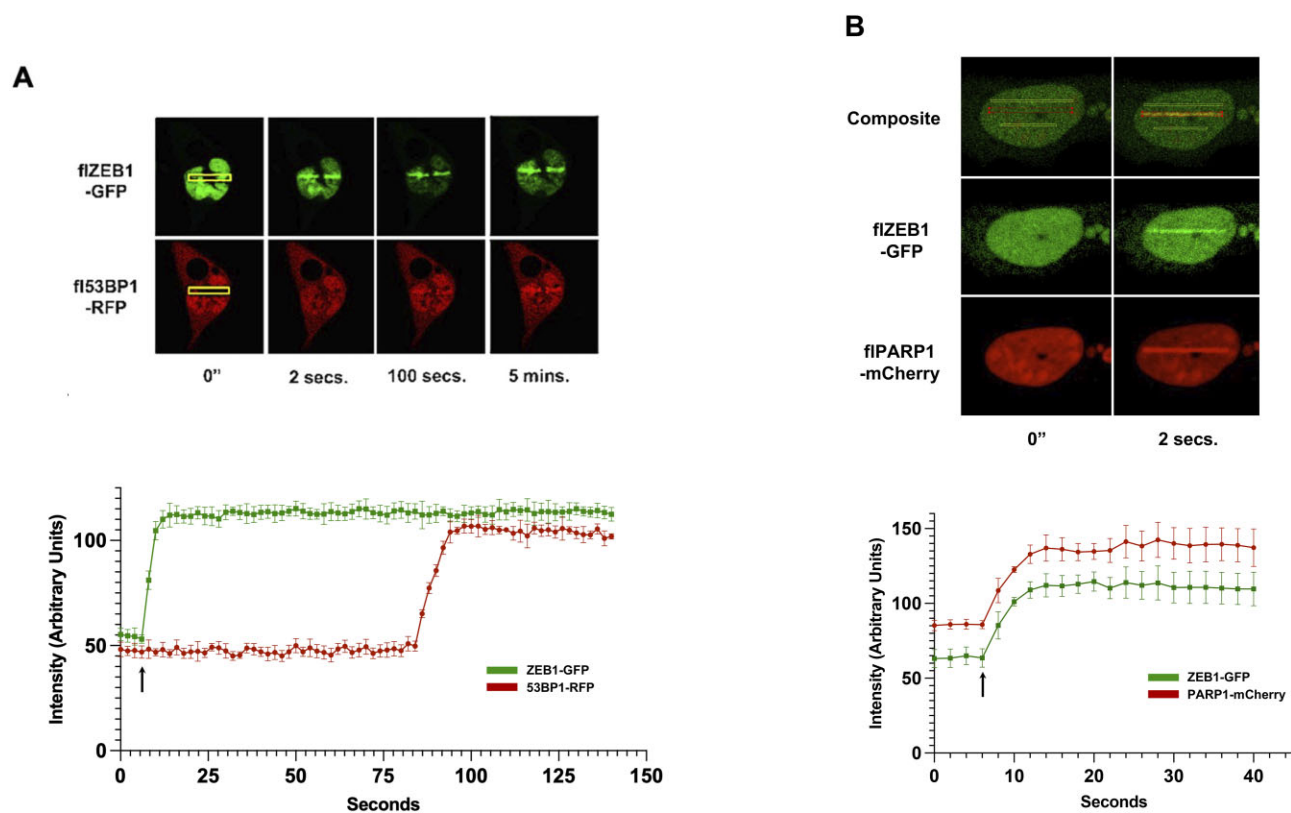 A
flZEB1
-GFP
fl53BP1
-RFP
0” 2 secs. 100 secs. 5 mins.
Intensity (Arbitrary Units)
100
50
0
0 25 50 75 100 125 150
Seconds
ZEB1-GFP
53BP1-RFP
B
Composite
flZEB1
-GFP
flPARP1
-mCherry
0” 2 secs.
Intensity (Arbitrary Units)
150
100
50
0
0 10 20 30 40
Seconds
ZEB1-GFP
PARP1-mCherry